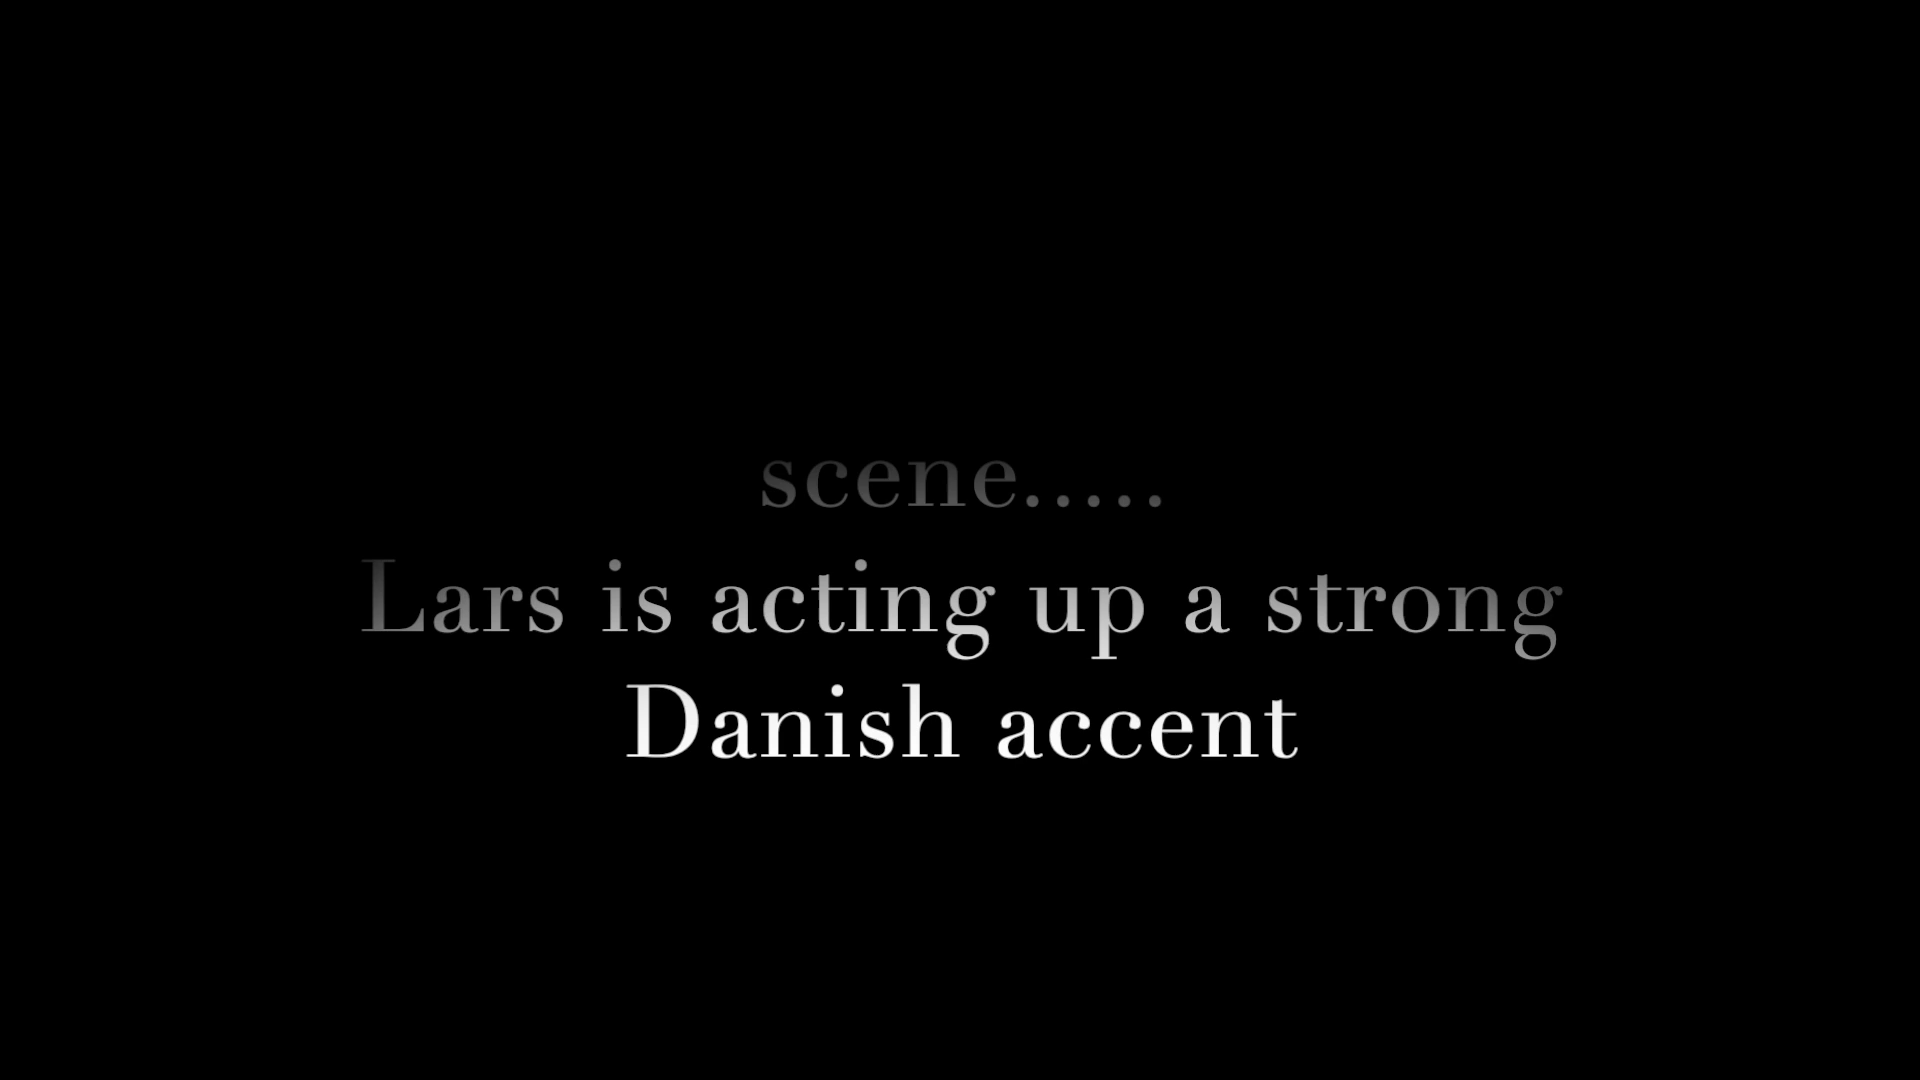 scene.....
Lars is acting up a strong
Danish accent